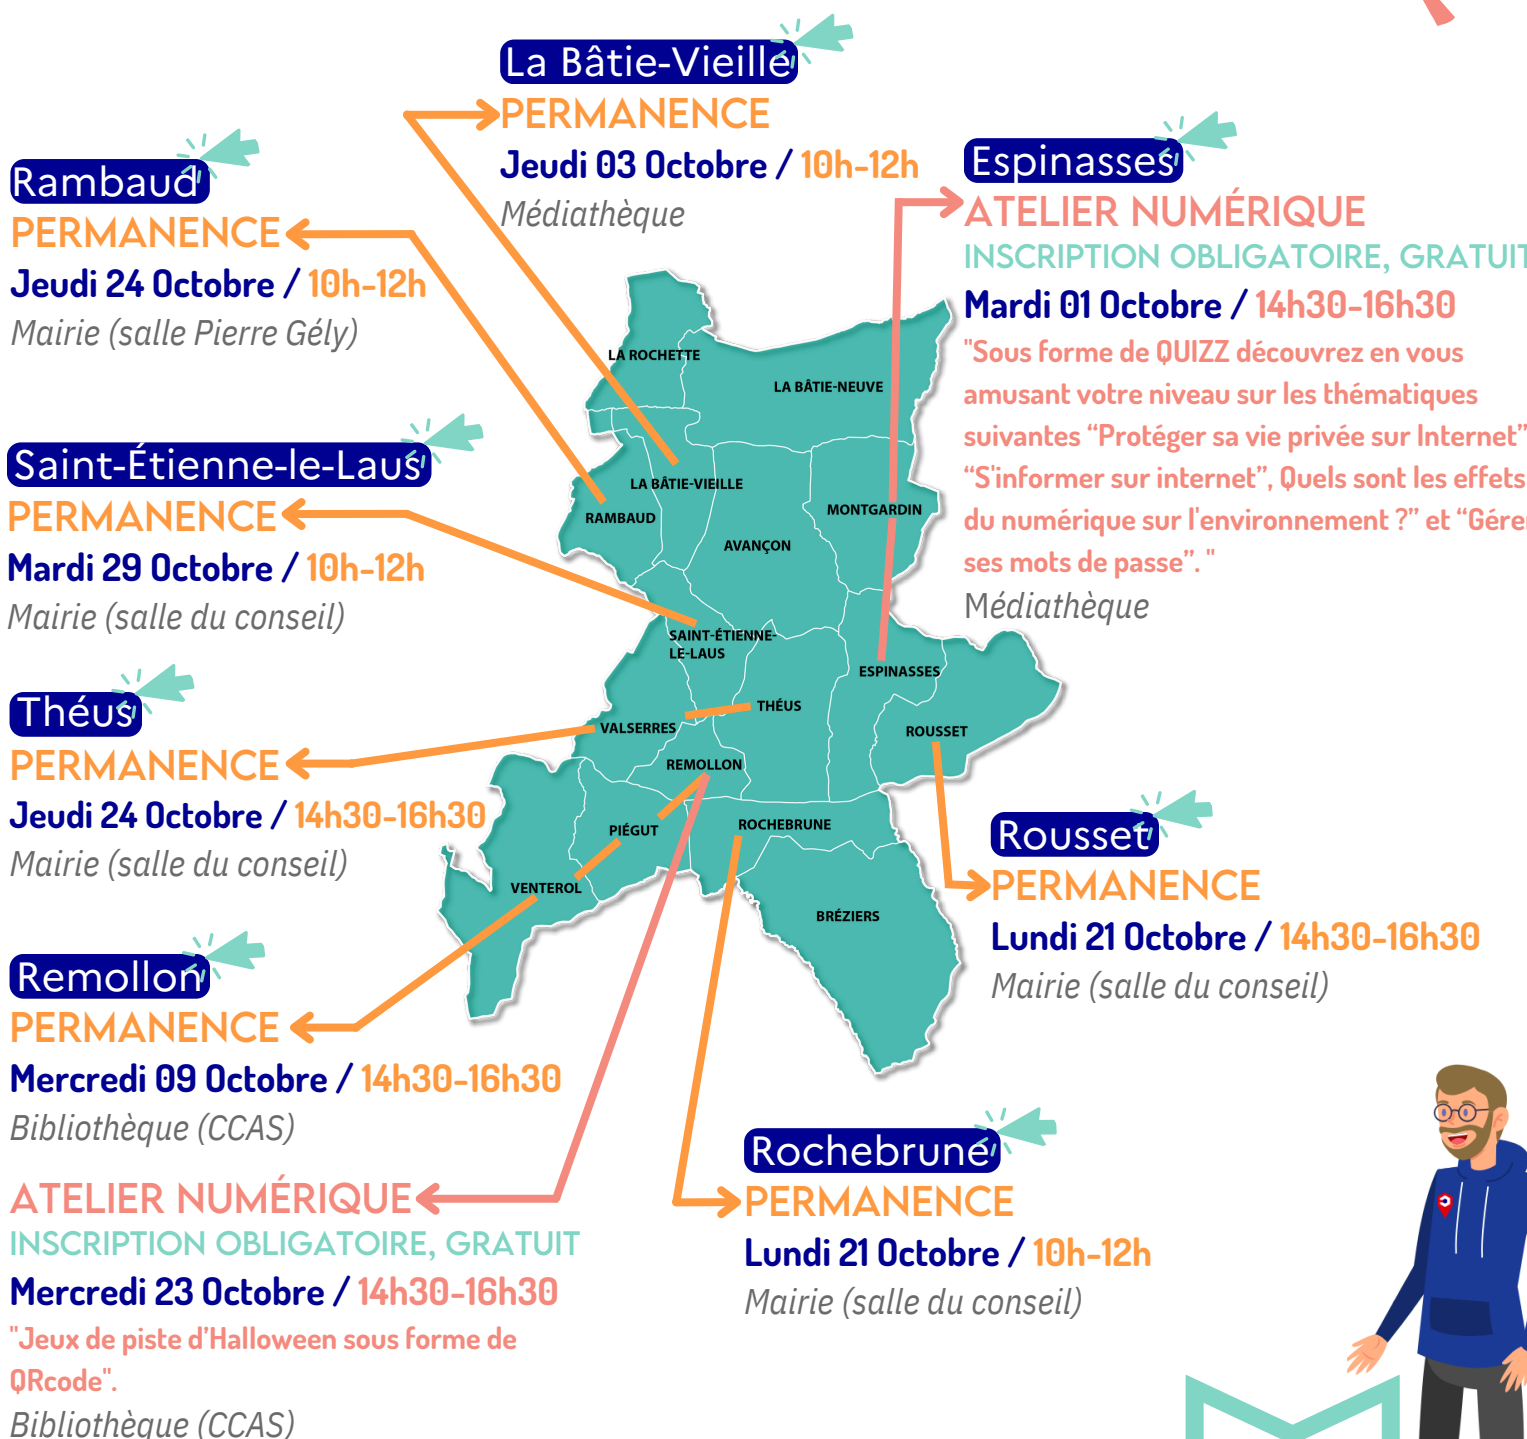 La Bâtie-Vieille
PERMANENCE
Jeudi 03 Octobre / 10h-12h
Médiathèque
Rambaud
PERMANENCE
Jeudi 24 Octobre / 10h-12h
Mairie (salle Pierre Gély)
Espinasses
ATELIER NUMÉRIQUE
INSCRIPTION OBLIGATOIRE, GRATUIT
Mardi 01 Octobre / 14h30-16h30
"Sous forme de QUIZZ découvrez en vous
amusant votre niveau sur les thématiques
suivantes “Protéger sa vie privée sur Internet”
“S'informer sur internet”, Quels sont les effets
du numérique sur l'environnement ?” et “Gérer
ses mots de passe”. "
Médiathèque
Saint-Étienne-le-Laus
PERMANENCE
Mardi 29 Octobre / 10h-12h
Mairie (salle du conseil)
LA ROCHETTE
LA BÂTIE-NEUVE
LA BÂTIE-VIEILLE
RAMBAUD
MONTGARDIN
AVANÇON
SAINT-ÉTIENNE-
LE-LAUS
ESPINASSES
THÉUS
VALSERRES
ROUSSET
REMOLLON
PIÉGUT
ROCHEBRUNE
VENTEROL
BRÉZIERS
Théus
PERMANENCE
Jeudi 24 Octobre / 14h30-16h30
Mairie (salle du conseil)
Rousset
PERMANENCE
Lundi 21 Octobre / 14h30-16h30
Mairie (salle du conseil)
Remollon
PERMANENCE
Mercredi 09 Octobre / 14h30-16h30
Bibliothèque (CCAS)
ATELIER NUMÉRIQUE
INSCRIPTION OBLIGATOIRE, GRATUIT
Mercredi 23 Octobre / 14h30-16h30
"Jeux de piste d’Halloween sous forme de
QRcode".
Bibliothèque (CCAS)
Rochebrune
PERMANENCE
Lundi 21 Octobre / 10h-12h
Mairie (salle du conseil)